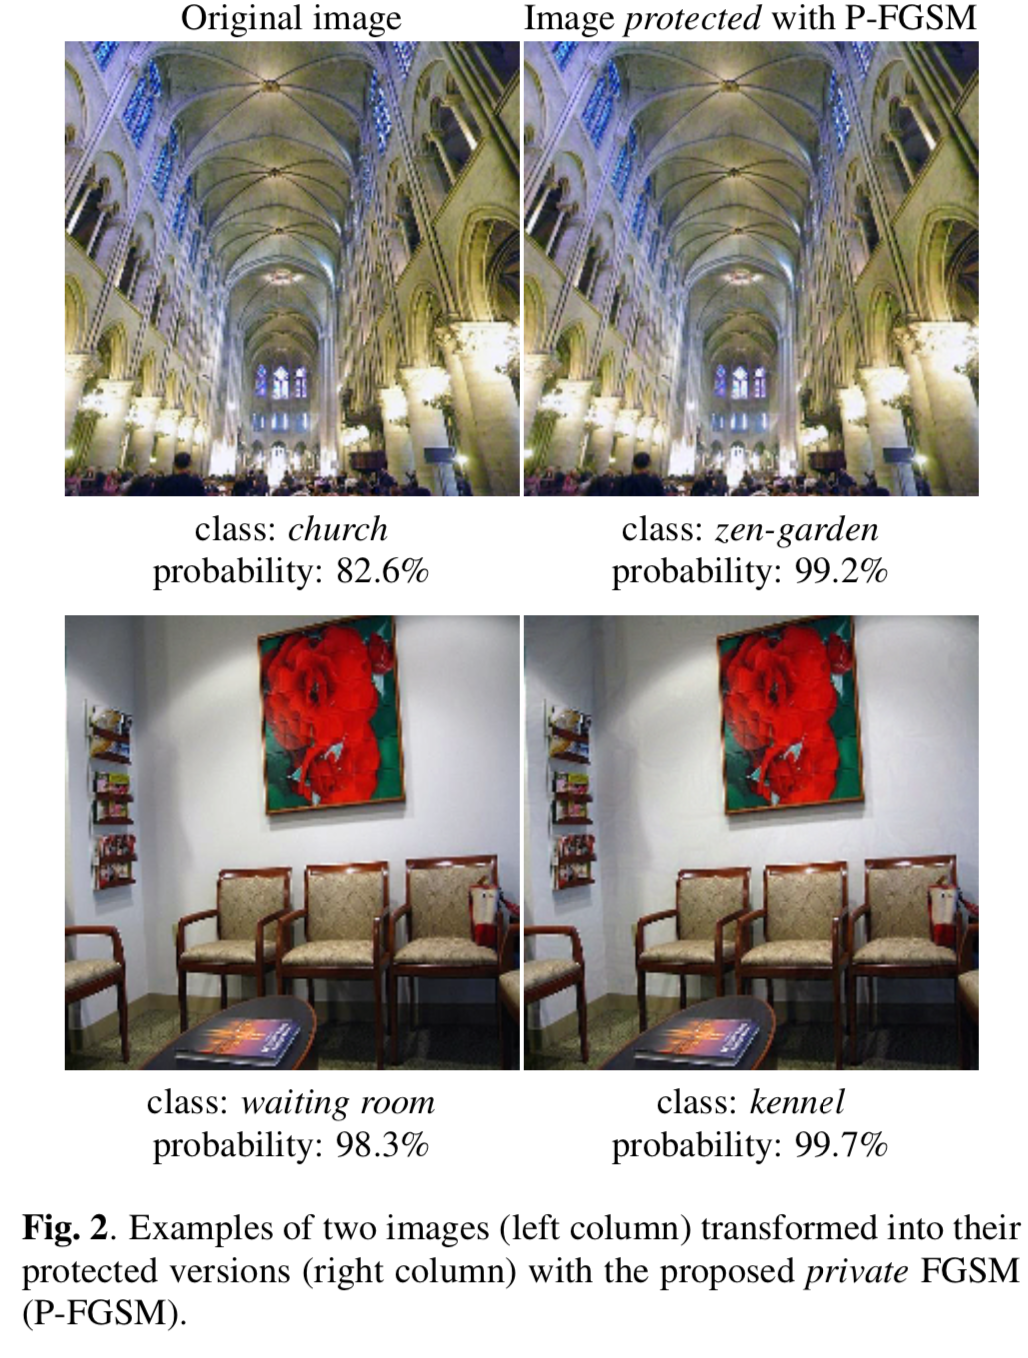 Original image
Image protected with P-FGSM
class: church
probability: 82.6%
class: zen-garden
probability: 99.2%
class: waiting room
probability: 98.3%
class: kennel
probability: 99.7%
Fig. 2. Examples of two images (left column) transformed into their
protected versions (right column) with the proposed private FGSM
(P-FGSM).